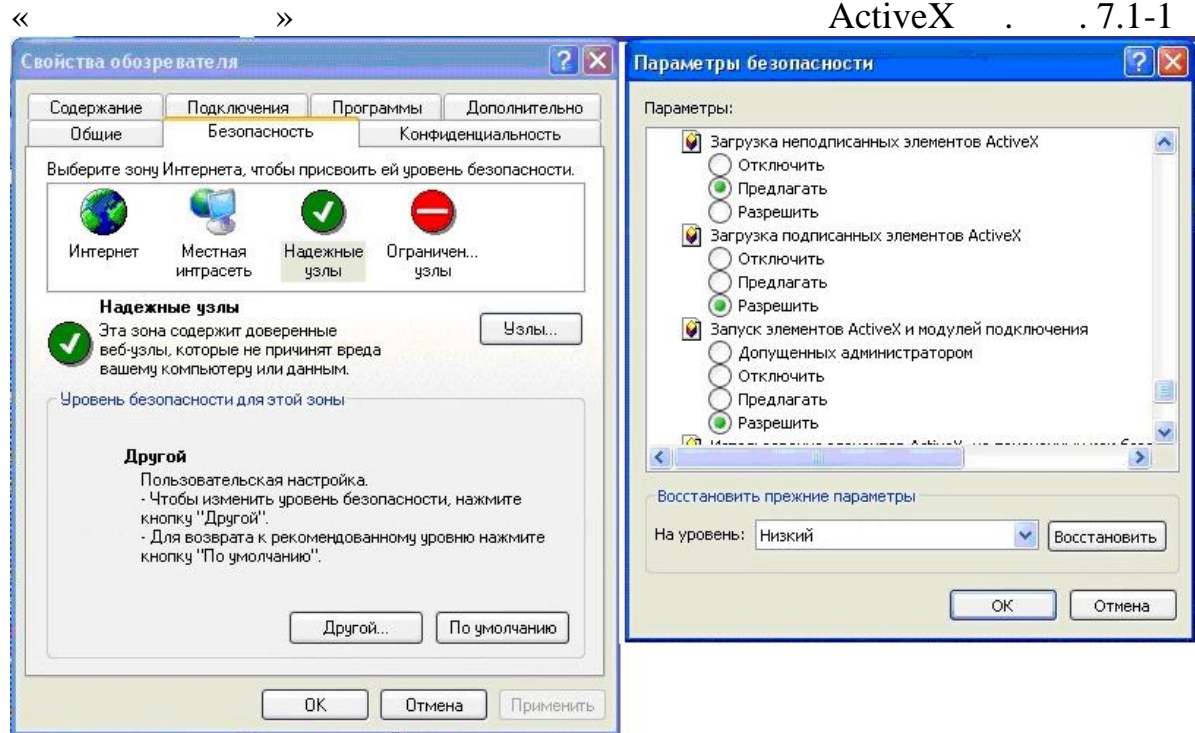 « » ActiveX . . 7.1-1
Свойства обозревателя
Содержание Подключения Программы Дополнительно
Общие Безопасность Конфиденциальность
Выберите зону Интернета, чтобы присвоить ей уровень безопасности.
Интернет
Местная
интрасеть
Надежные
узлы
Ограничен...
узлы
Надежные узлы
Эта зона содержит доверенные
веб-узлы, которые не причинят вреда
вашему компьютеру или данным.
Узлы...
Уровень безопасности для этой зоны
Другой
Пользовательская настройка.
- Чтобы изменить уровень безопасности, нажмите
кнопку "Другой".
- Для возврата к рекомендованному уровню нажмите
кнопку "По умолчанию".
Другой... По умолчанию
OK Отмена Применить
Параметры безопасности
Параметры:
Загрузка неподписанных элементов ActiveX
Отключить
Предлагать
Разрешить
Загрузка подписанных элементов ActiveX
Отключить
Предлагать
Разрешить
Запуск элементов ActiveX и модулей подключения
Допущенных администратором
Отключить
Предлагать
Разрешить
Восстановить прежние параметры
На уровень: Низкий Восстановить
OK Отмена